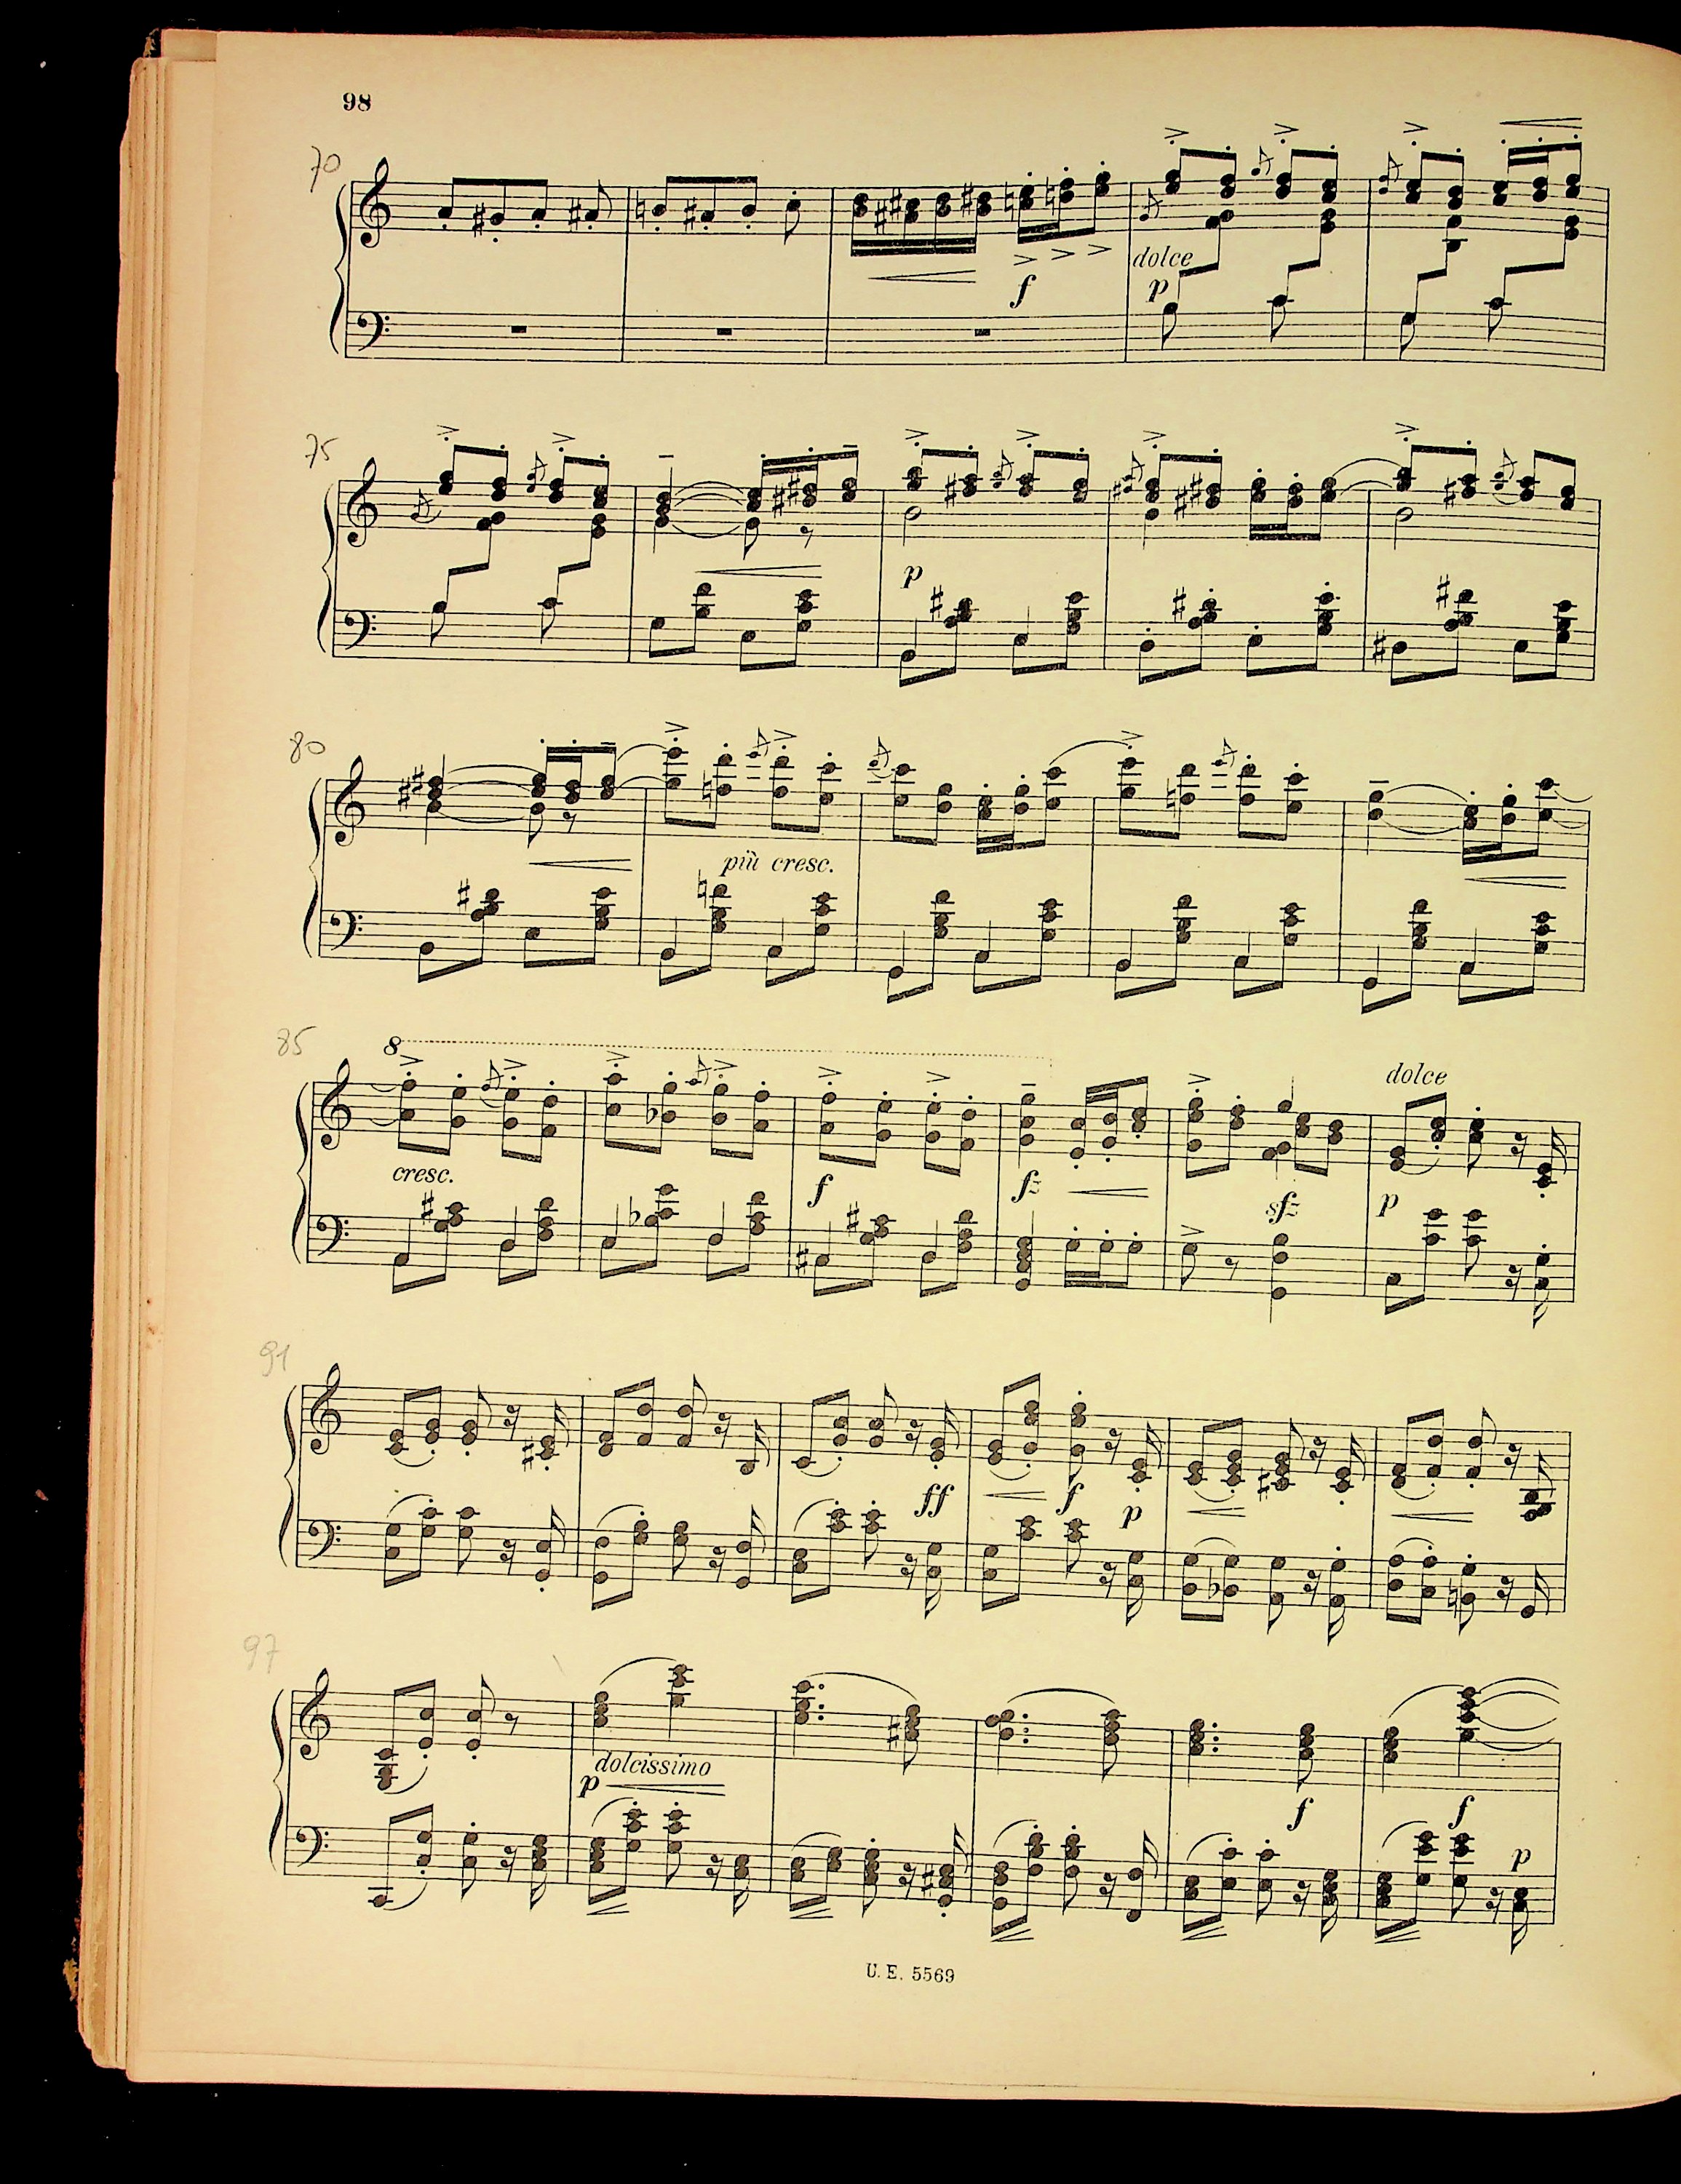 98
70
f
dolce
p
75
p
80
più cresc.
85
8
dolce
cresc.
f
fz
sfz
p
91
ff
f
p
97
dolcissimo
p
f
f
p
U. E. 5569